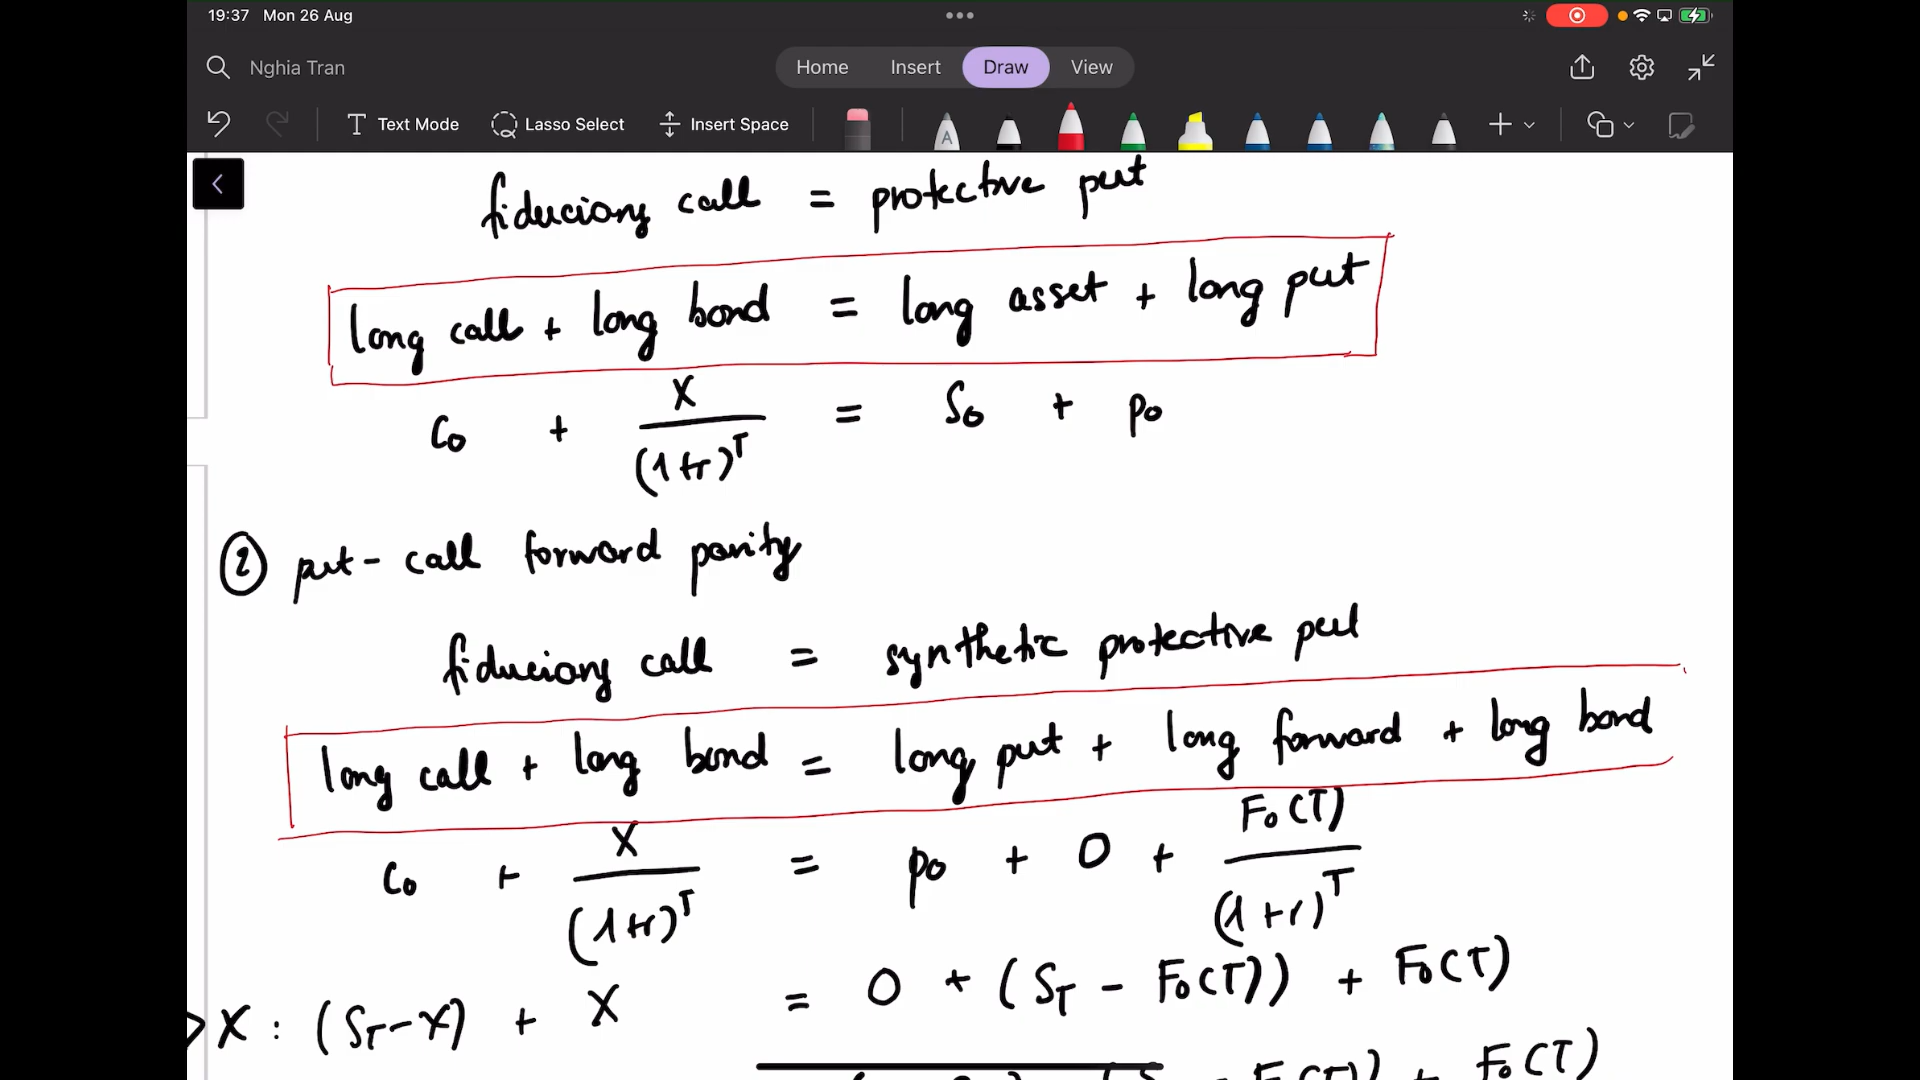 19:37 Mon 26 Aug
Nghia Tran
Home Insert Draw View
Text Mode Lasso Select Insert Space A
fiduciary call = protective put
long call + long bond = long asset + long put
C0 + X/(1+r)^T = S0 + p0
② put-call forward parity
fiduciary call = synthetic protective put
long call + long bond = long put + long forward + long bond
C0 + X/(1+r)^T = p0 + 0 + F0(T)/(1+r)^T
> X : (ST-X) + X = 0 + (ST - F0(T)) + F0(T)
F0(T)) + F0(T)